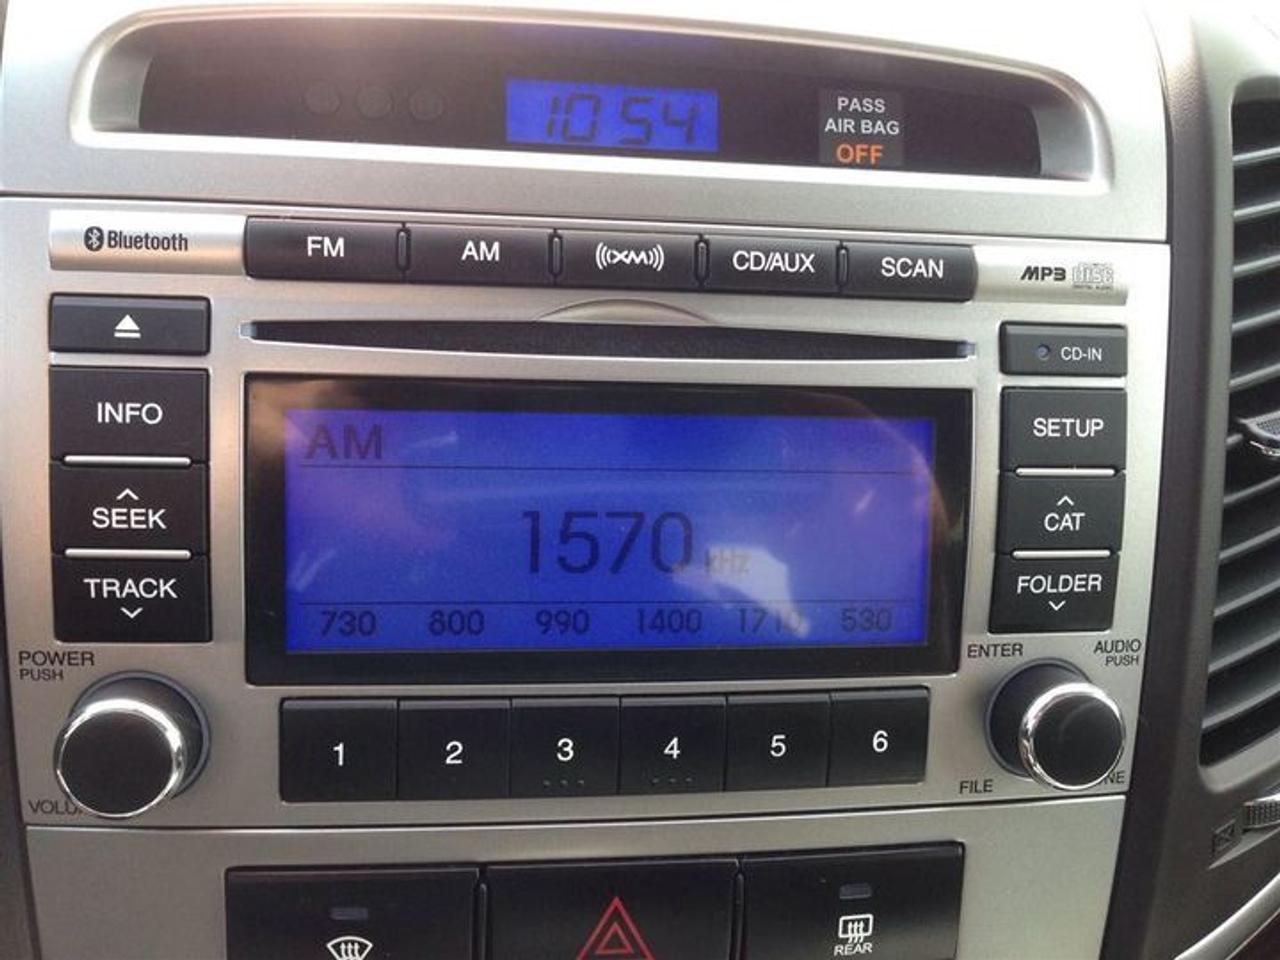 10:54
PASS
AIR BAG
OFF
Bluetooth
FM AM ((XM)) CD/AUX SCAN
MP3 disc
CD-IN
INFO
SETUP
SEEK
CAT
TRACK
FOLDER
AM
1570 kHz
730 800 990 1400 1710 530
POWER
PUSH
ENTER
AUDIO
PUSH
1 2 3 4 5 6
FILE
REAR